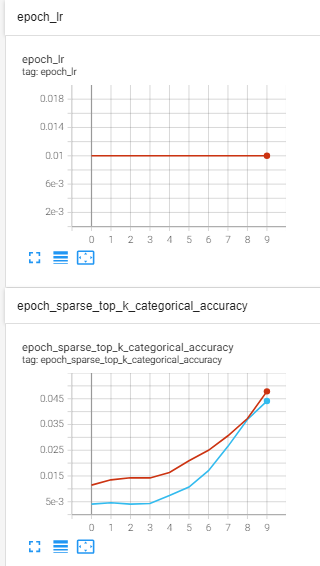 epoch_lr
epoch_lr
tag: epoch_lr
0.018
0.014
0.01
6e-3
2e-3
0 1 2 3 4 5 6 7 8 9
epoch_sparse_top_k_categorical_accuracy
epoch_sparse_top_k_categorical_accuracy
tag: epoch_sparse_top_k_categorical_accuracy
0.045
0.035
0.025
0.015
5e-3
0 1 2 3 4 5 6 7 8 9